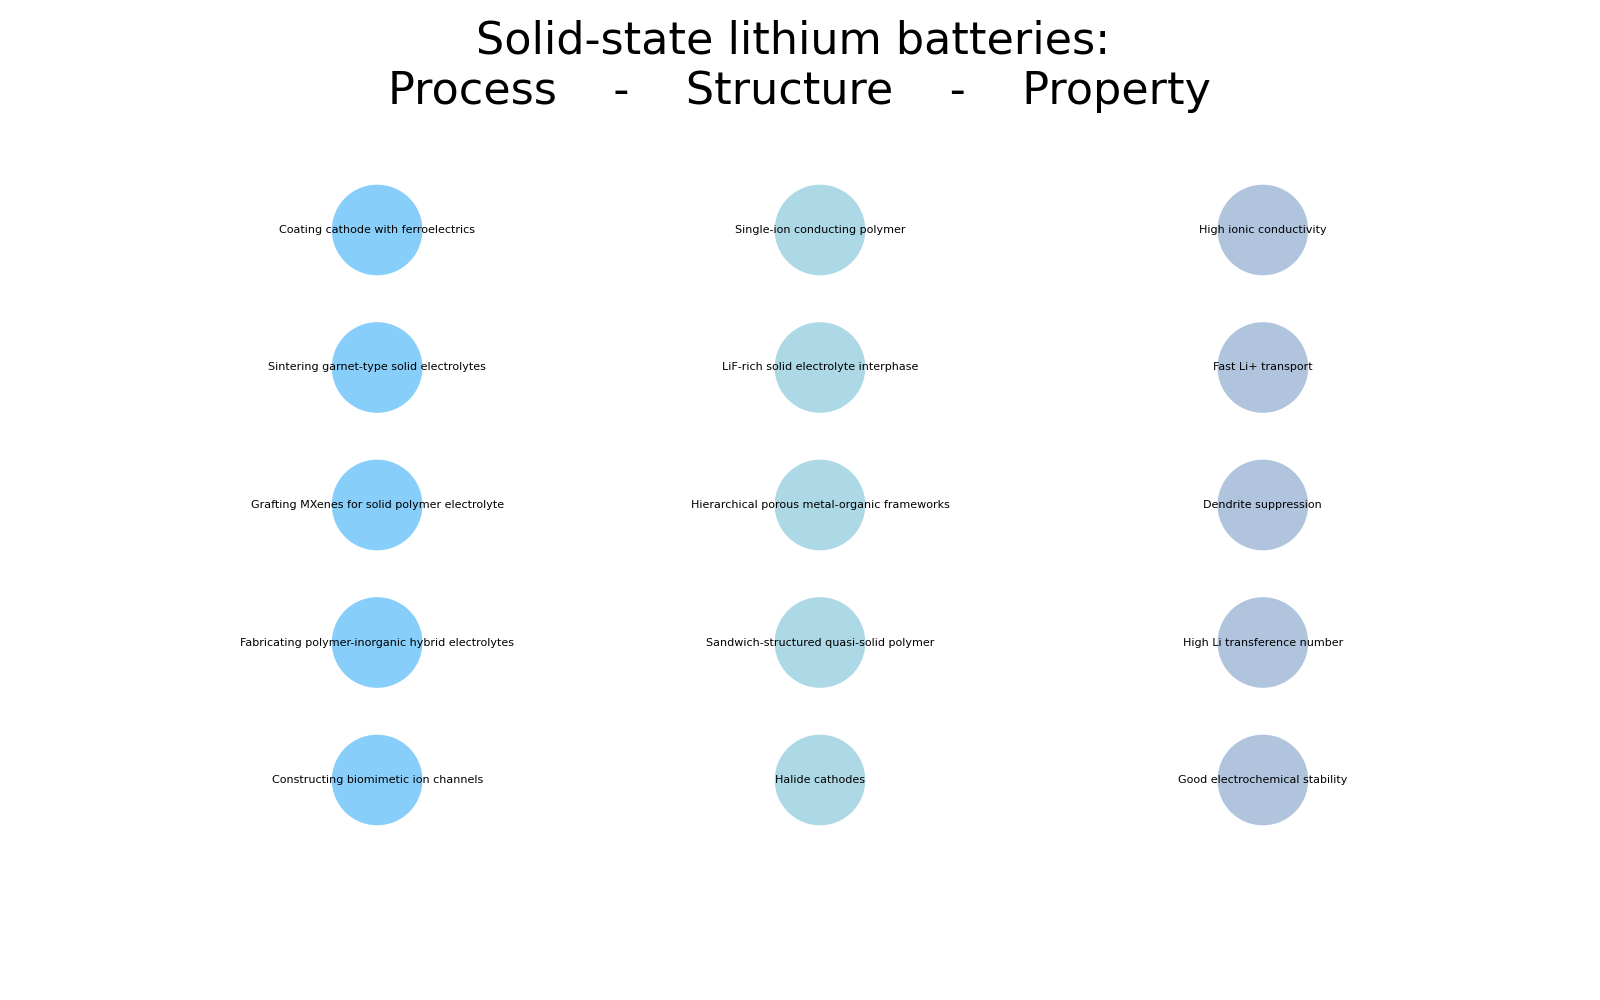 Solid-state lithium batteries:
Process - Structure - Property
Coating cathode with ferroelectrics
Single-ion conducting polymer
High ionic conductivity
Sintering garnet-type solid electrolytes
LiF-rich solid electrolyte interphase
Fast Li+ transport
Grafting MXenes for solid polymer electrolyte
Hierarchical porous metal-organic frameworks
Dendrite suppression
Fabricating polymer-inorganic hybrid electrolytes
Sandwich-structured quasi-solid polymer
High Li transference number
Constructing biomimetic ion channels
Halide cathodes
Good electrochemical stability